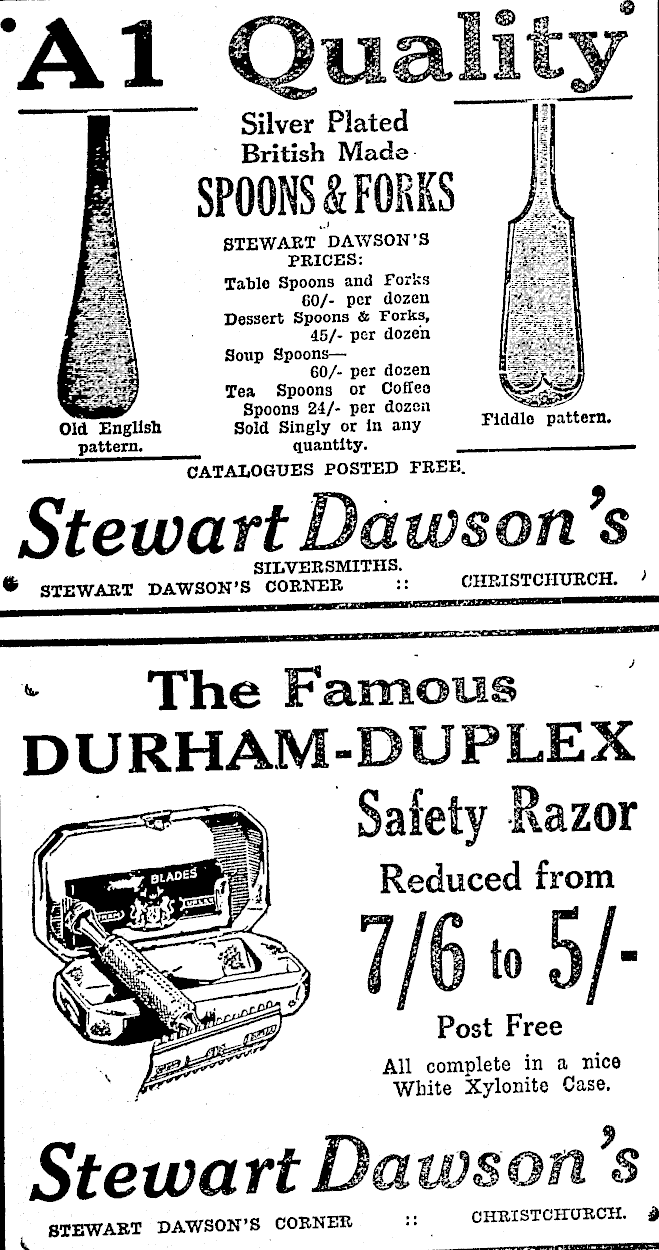 A1 Quality
Silver Plated
British Made
SPOONS & FORKS
STEWART DAWSON'S
PRICES:
Table Spoons and Forks
60/- per dozen
Dessert Spoons & Forks,
45/- per dozen
Soup Spoons—
60/- per dozen
Tea Spoons or Coffee
Spoons 24/- per dozen
Sold Singly or in any
quantity.
Old English
pattern.
Fiddle pattern.
CATALOGUES POSTED FREE.
Stewart Dawson's
SILVERSMITHS.
STEWART DAWSON'S CORNER :: CHRISTCHURCH.
The Famous
DURHAM-DUPLEX
Safety Razor
Reduced from
7/6 to 5/-
Post Free
All complete in a nice
White Xylonite Case.
BLADES
Stewart Dawson's
STEWART DAWSON'S CORNER :: CHRISTCHURCH.